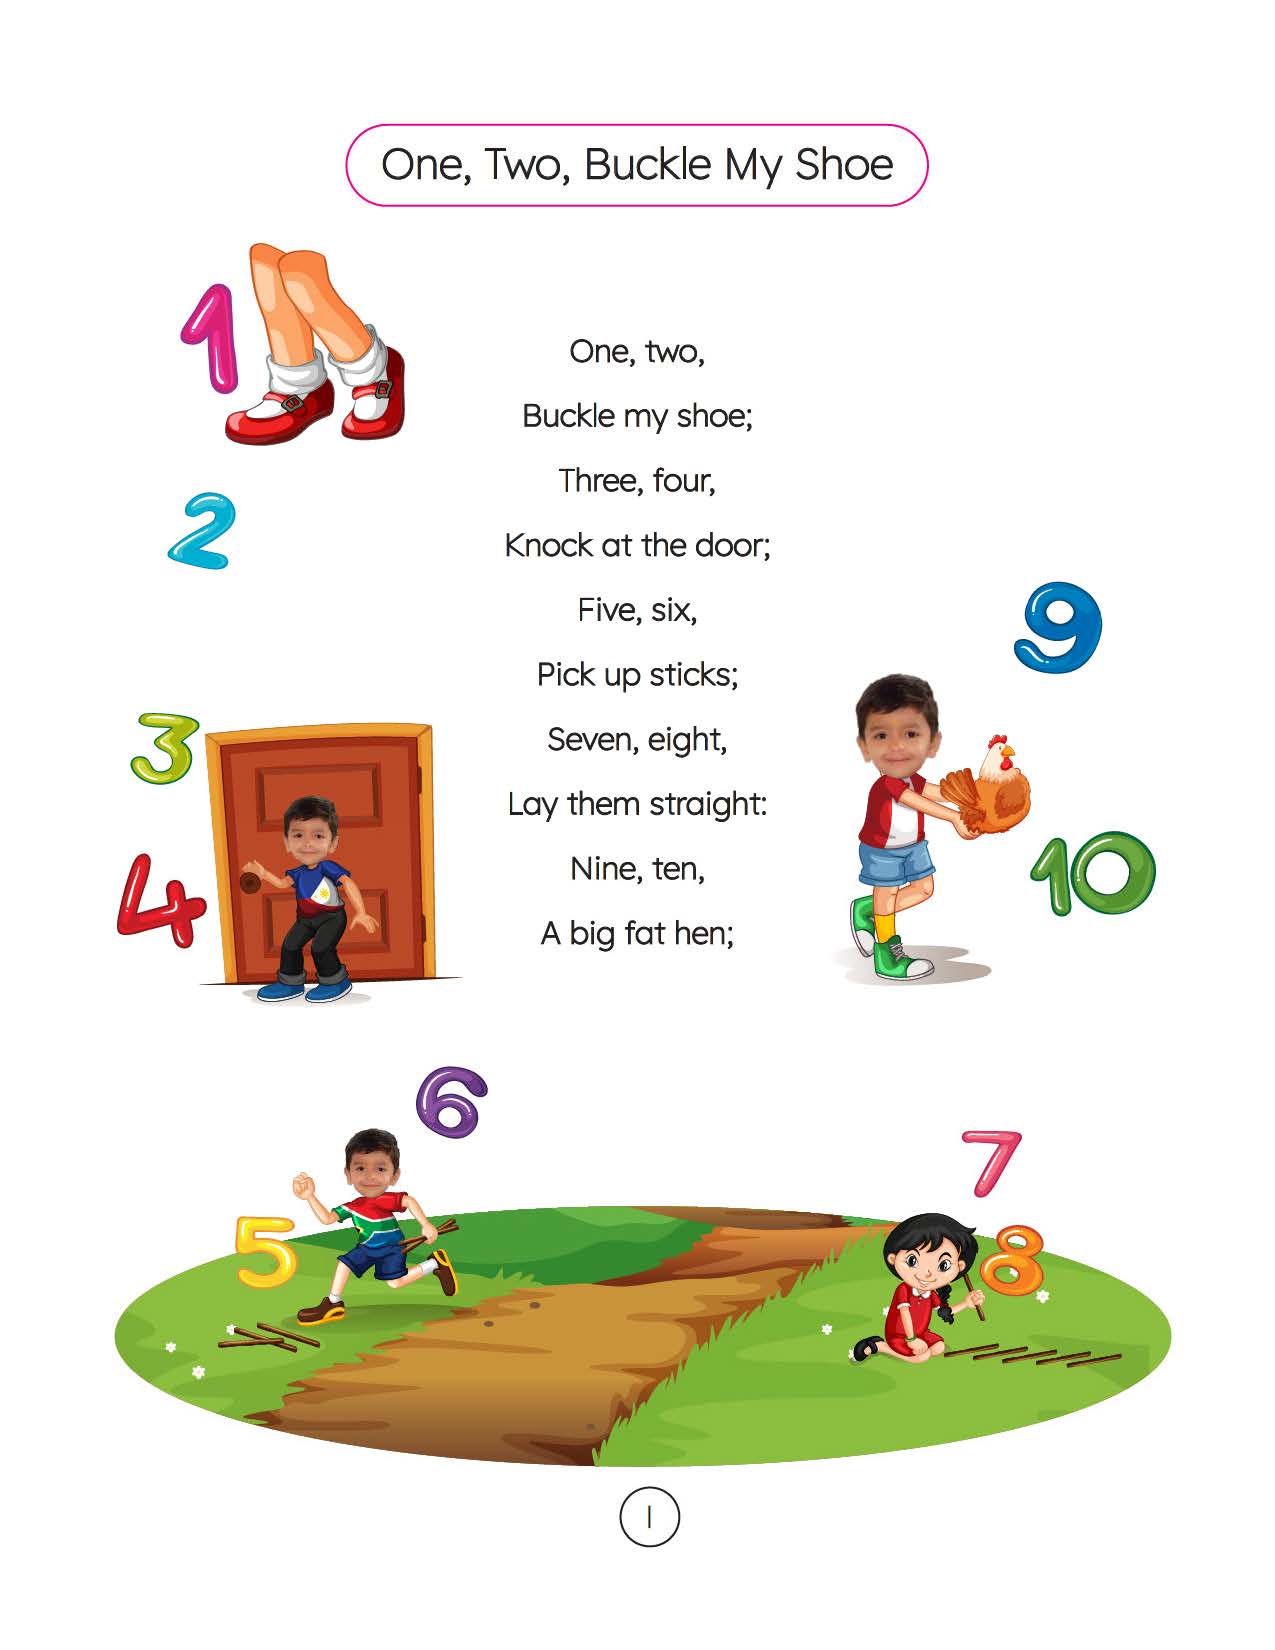 One, Two, Buckle My Shoe
1
One, two,
Buckle my shoe;
Three, four,
2
Knock at the door;
Five, six,
9
Pick up sticks;
3
Seven, eight,
Lay them straight:
4
Nine, ten,
10
A big fat hen;
6
7
5
8
1